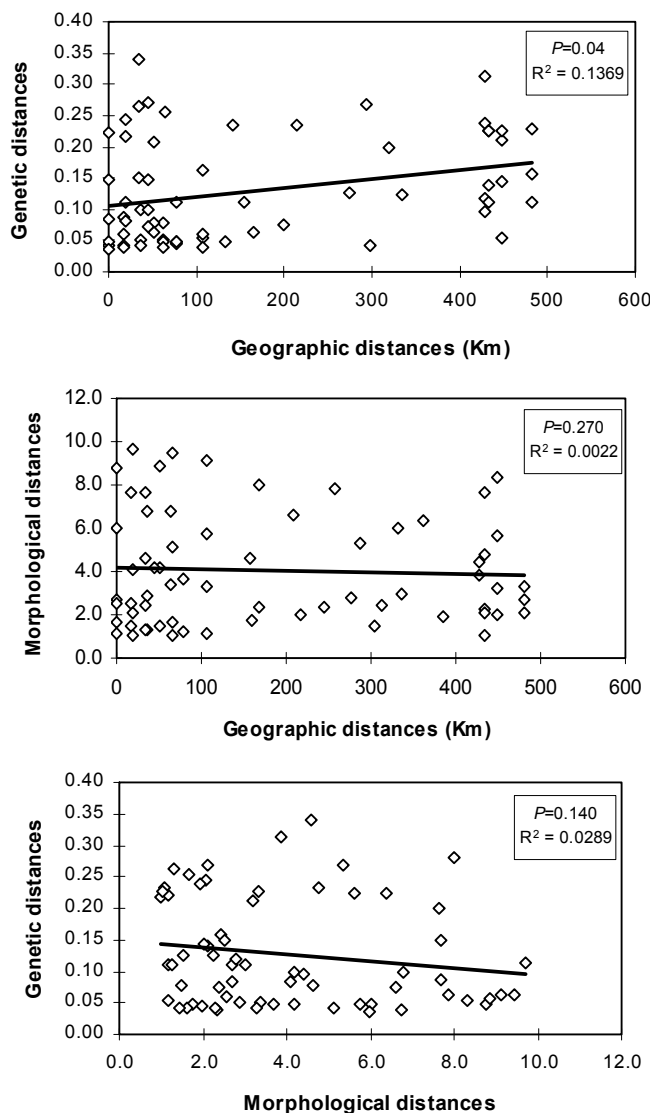 0.40
0.35
0.30
0.25
0.20
0.15
0.10
0.05
0.00
Genetic distances
P=0.04
R² = 0.1369
0 100 200 300 400 500 600
Geographic distances (Km)
12.0
10.0
8.0
6.0
4.0
2.0
0.0
Morphological distances
P=0.270
R² = 0.0022
0 100 200 300 400 500 600
Geographic distances (Km)
0.40
0.35
0.30
0.25
0.20
0.15
0.10
0.05
0.00
Genetic distances
P=0.140
R² = 0.0289
0.0 2.0 4.0 6.0 8.0 10.0 12.0
Morphological distances